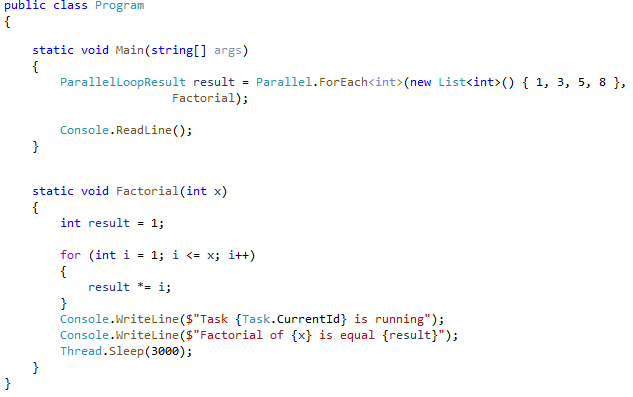 public class Program
{
static void Main(string[] args)
{
ParallelLoopResult result = Parallel.ForEach<int>(new List<int>() { 1, 3, 5, 8 },
Factorial);
Console.ReadLine();
}
static void Factorial(int x)
{
int result = 1;
for (int i = 1; i <= x; i++)
{
result *= i;
}
Console.WriteLine($"Task {Task.CurrentId} is running");
Console.WriteLine($"Factorial of {x} is equal {result}");
Thread.Sleep(3000);
}
}